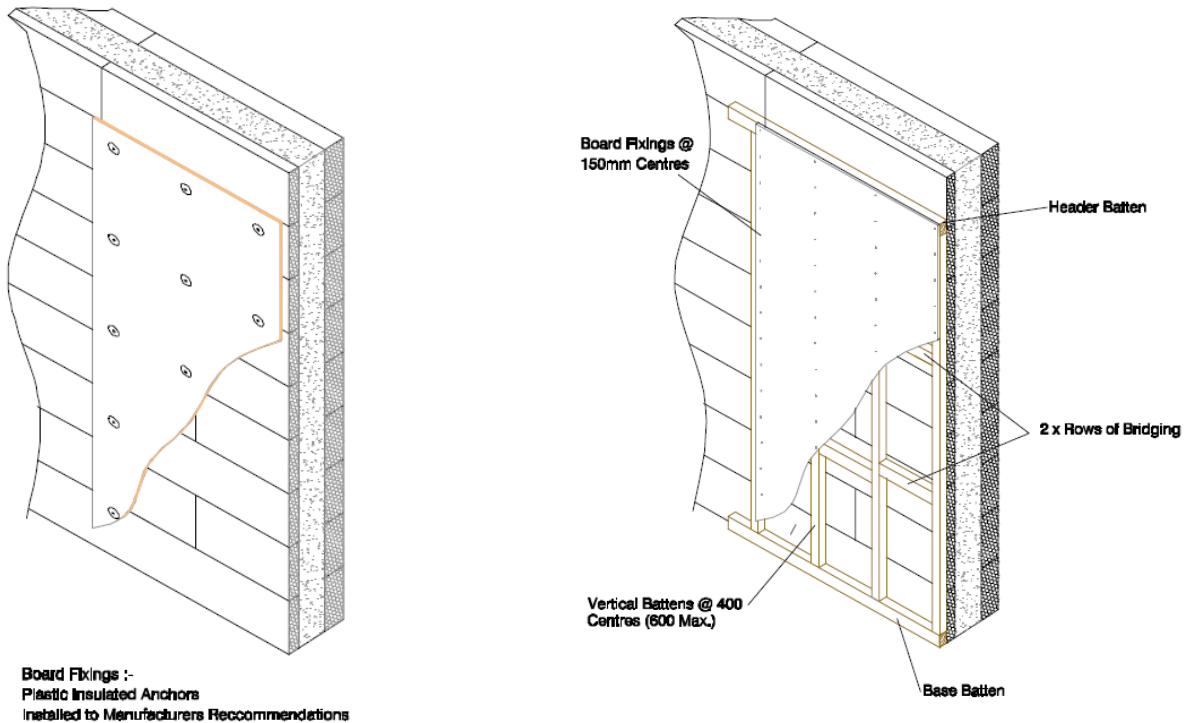 Board Fixings :-
Plastic Insulated Anchors
Installed to Manufacturers Reccommendations
Board Fixings @
150mm Centres
Header Batten
2 x Rows of Bridging
Vertical Battens @ 400
Centres (600 Max.)
Base Batten